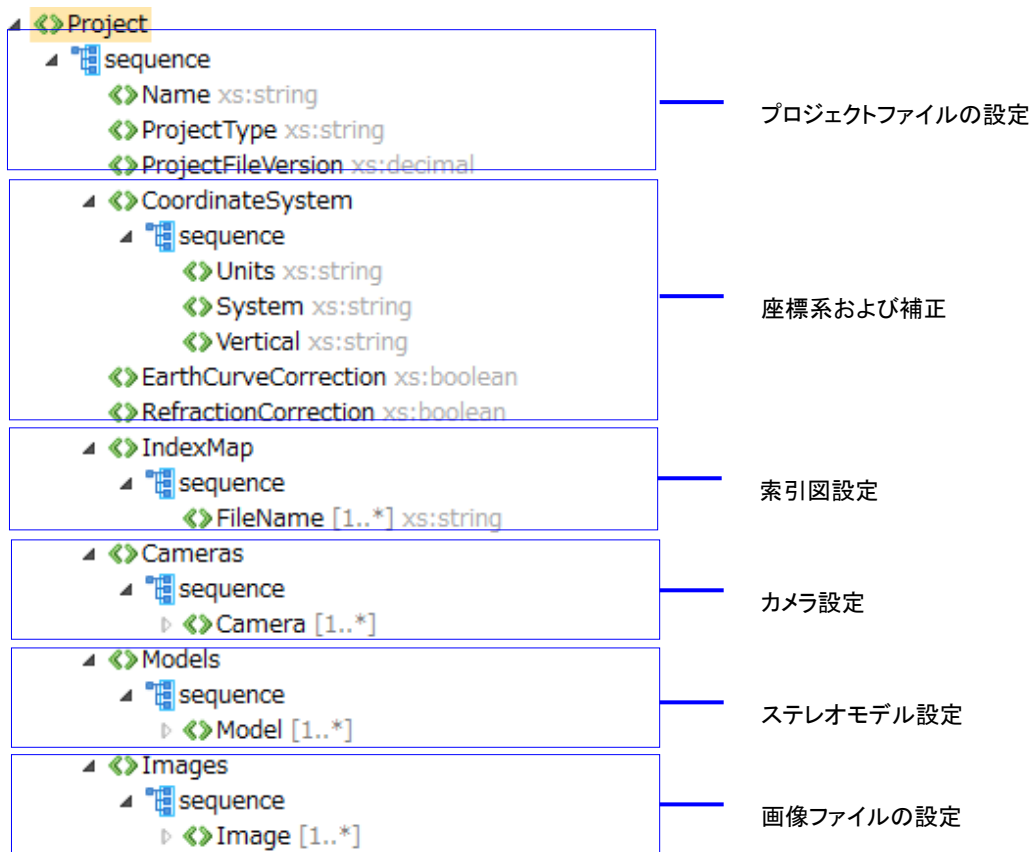 Project
sequence
Name xs:string
ProjectType xs:string
ProjectFileVersion xs:decimal
プロジェクトファイルの設定
CoordinateSystem
sequence
Units xs:string
System xs:string
Vertical xs:string
EarthCurveCorrection xs:boolean
RefractionCorrection xs:boolean
座標系および補正
IndexMap
sequence
FileName [1..*] xs:string
索引図設定
Cameras
sequence
Camera [1..*]
カメラ設定
Models
sequence
Model [1..*]
ステレオモデル設定
Images
sequence
Image [1..*]
画像ファイルの設定